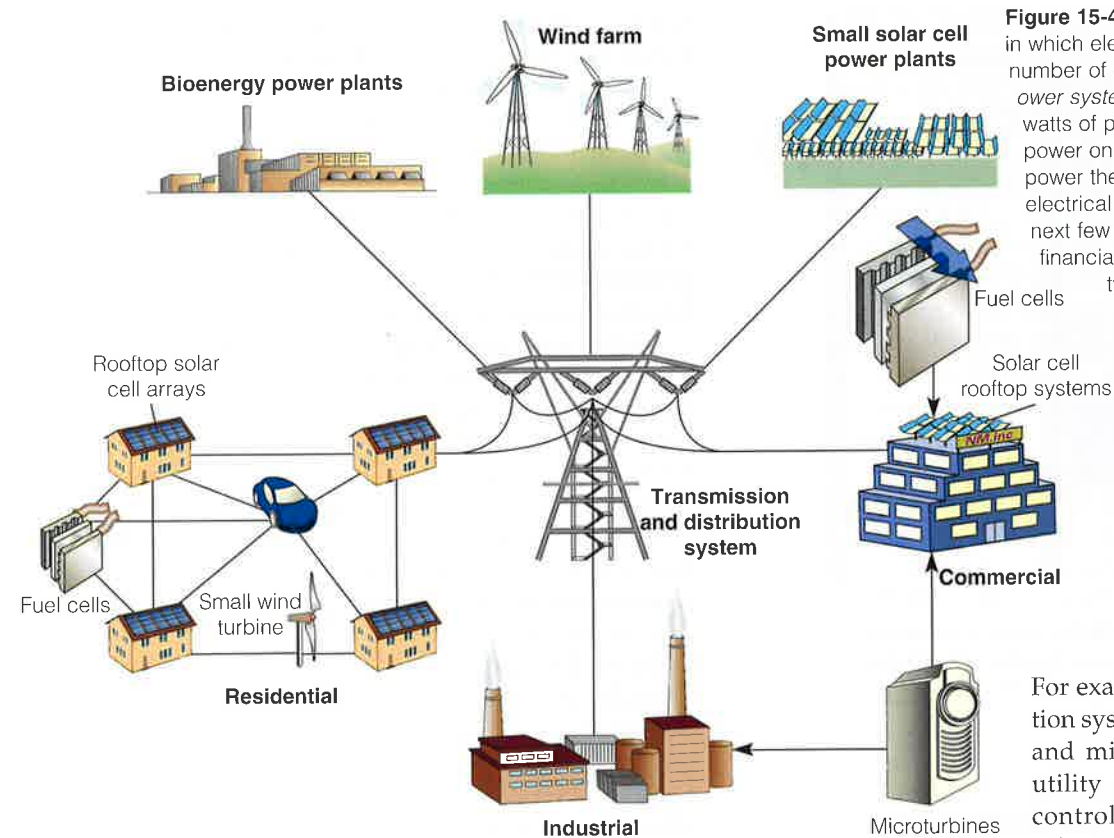 Bioenergy power plants
Wind farm
Small solar cell
power plants
Figure 15-4
in which ele
number of
ower syste
watts of p
power on
power the
electrical
next few
financia
Fuel cells
Solar cell
rooftop systems
NM Inc
Rooftop solar
cell arrays
Transmission
and distribution
system
Commercial
Fuel cells
Small wind
turbine
Residential
Industrial
Microturbines
For exa
tion sys
and mi
utility
control